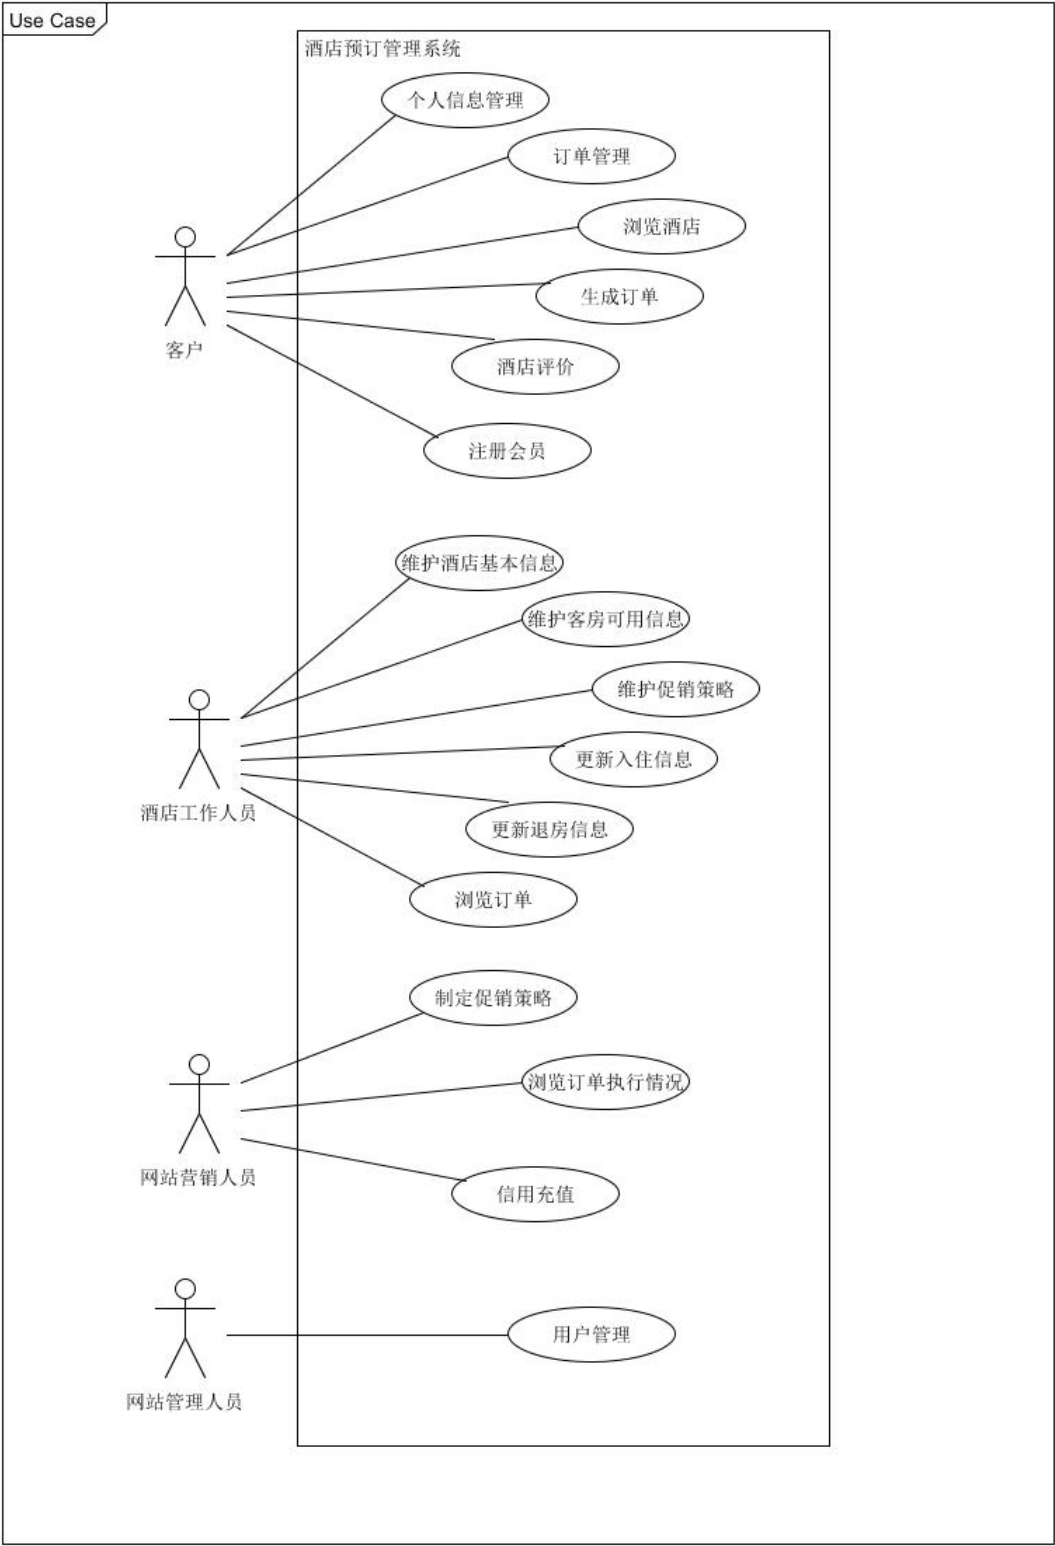 Use Case
酒店预订管理系统
个人信息管理
订单管理
浏览酒店
生成订单
客户
酒店评价
注册会员
维护酒店基本信息
维护客房可用信息
维护促销策略
更新入住信息
酒店工作人员
更新退房信息
浏览订单
制定促销策略
浏览订单执行情况
网站营销人员
信用充值
用户管理
网站管理人员